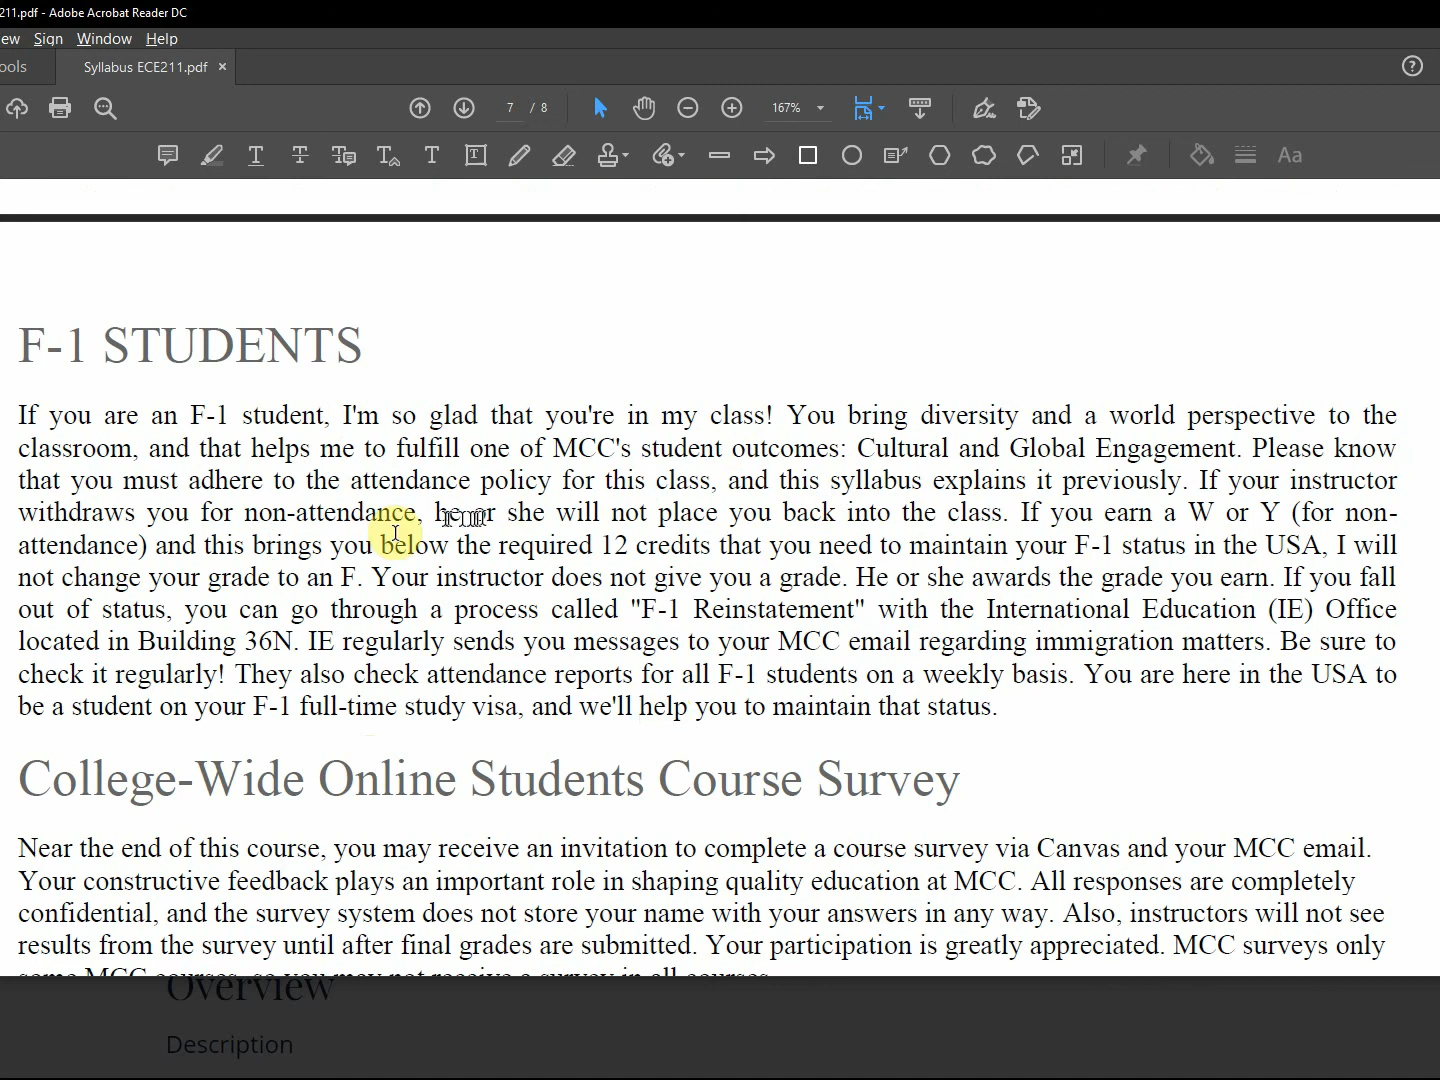 211.pdf - Adobe Acrobat Reader DC
ew Sign Window Help
ools Syllabus ECE211.pdf ×
7 / 8 167%
F-1 STUDENTS
If you are an F-1 student, I'm so glad that you're in my class! You bring diversity and a world perspective to the
classroom, and that helps me to fulfill one of MCC's student outcomes: Cultural and Global Engagement. Please know
that you must adhere to the attendance policy for this class, and this syllabus explains it previously. If your instructor
withdraws you for non-attendance, he or she will not place you back into the class. If you earn a W or Y (for non-
attendance) and this brings you below the required 12 credits that you need to maintain your F-1 status in the USA, I will
not change your grade to an F. Your instructor does not give you a grade. He or she awards the grade you earn. If you fall
out of status, you can go through a process called "F-1 Reinstatement" with the International Education (IE) Office
located in Building 36N. IE regularly sends you messages to your MCC email regarding immigration matters. Be sure to
check it regularly! They also check attendance reports for all F-1 students on a weekly basis. You are here in the USA to
be a student on your F-1 full-time study visa, and we'll help you to maintain that status.
College-Wide Online Students Course Survey
Near the end of this course, you may receive an invitation to complete a course survey via Canvas and your MCC email.
Your constructive feedback plays an important role in shaping quality education at MCC. All responses are completely
confidential, and the survey system does not store your name with your answers in any way. Also, instructors will not see
results from the survey until after final grades are submitted. Your participation is greatly appreciated. MCC surveys only
some MCC courses, so you may not receive a survey in all courses.
Overview
Description